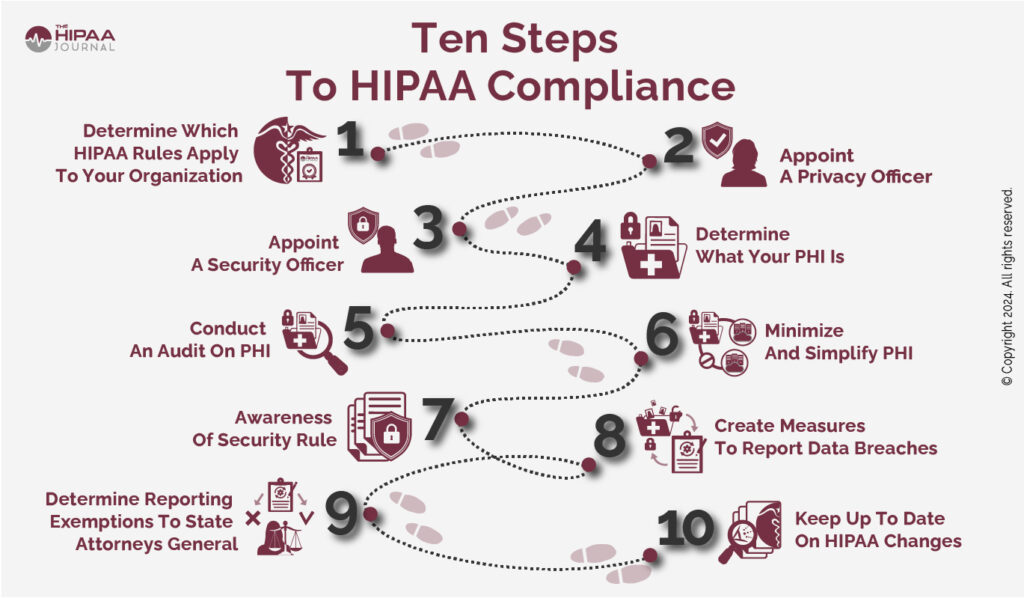 THE
HIPAA
JOURNAL
Ten Steps
To HIPAA Compliance
1
Determine Which
HIPAA Rules Apply
To Your Organization
2
Appoint
A Privacy Officer
3
Appoint
A Security Officer
4
Determine
What Your PHI Is
5
Conduct
An Audit On PHI
6
Minimize
And Simplify PHI
7
Awareness
Of Security Rule
8
Create Measures
To Report Data Breaches
9
Determine Reporting
Exemptions To State
Attorneys General
10
Keep Up To Date
On HIPAA Changes
© Copyright 2024. All rights reserved.